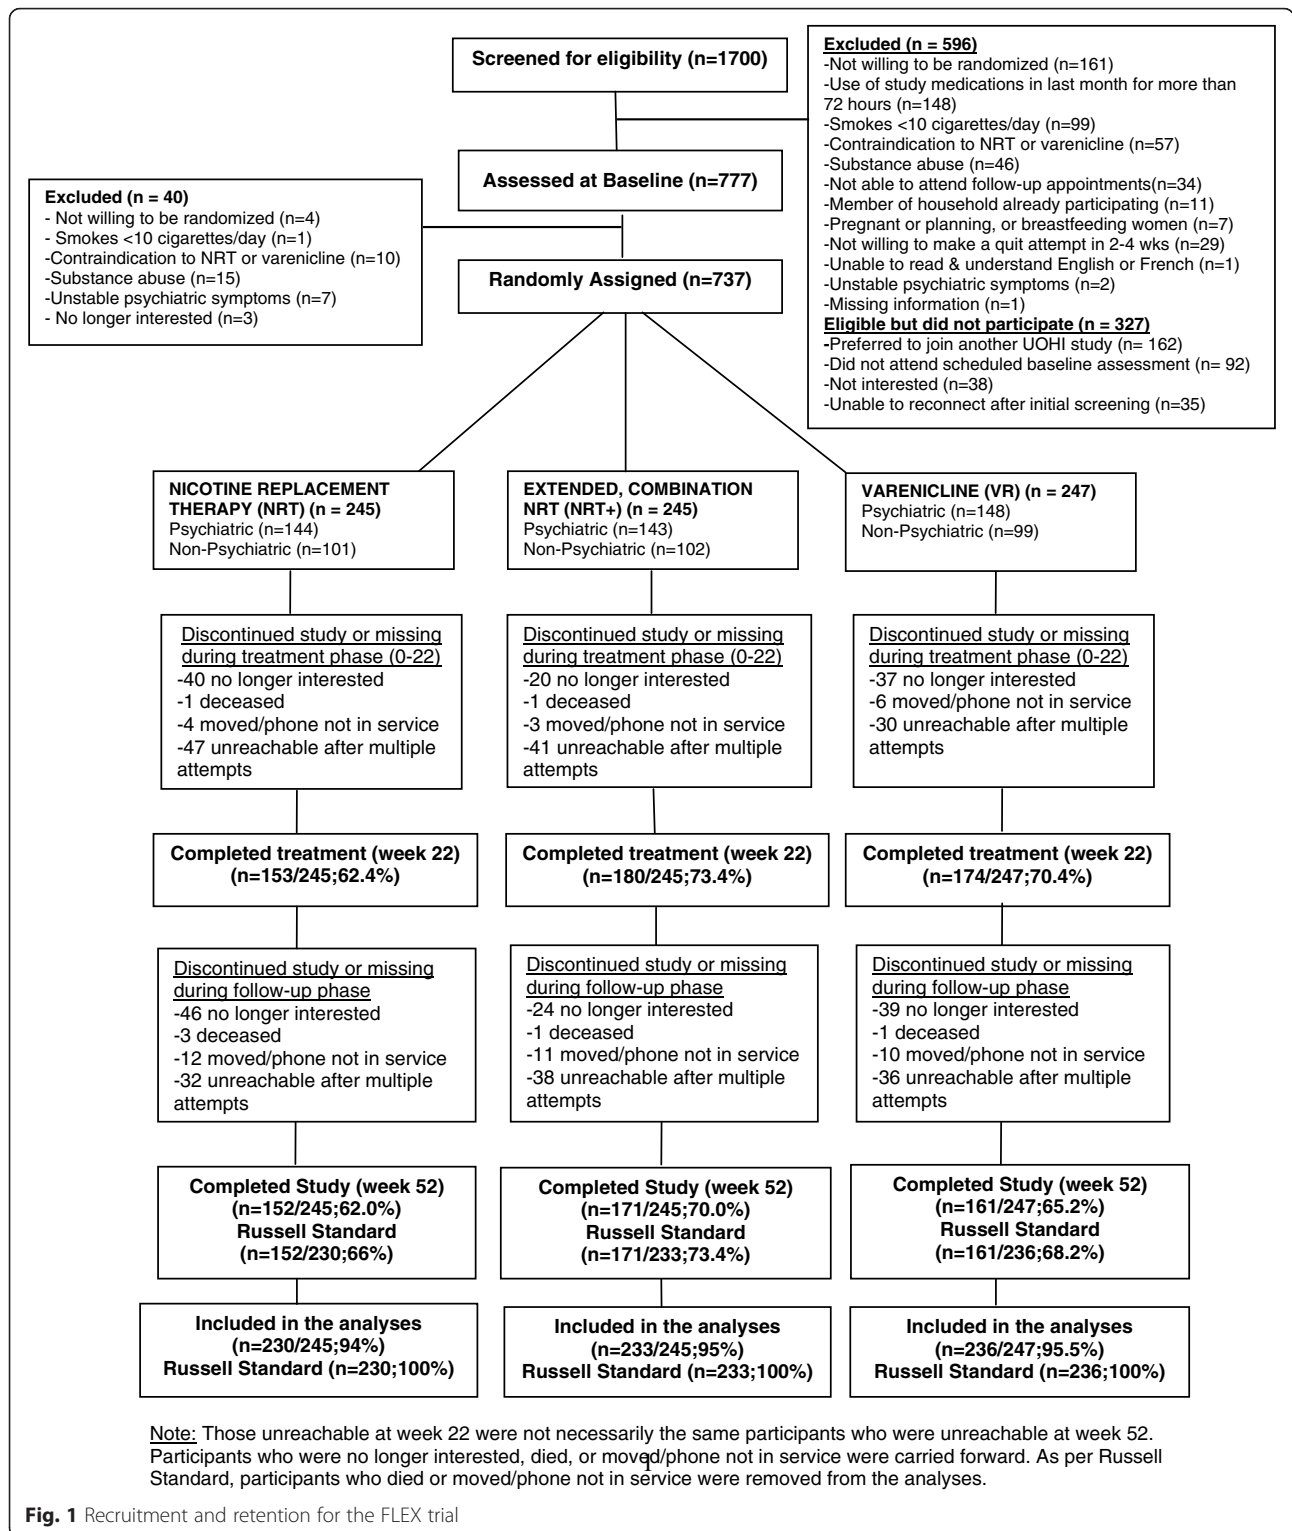 Screened for eligibility (n=1700)
Excluded (n = 596)
-Not willing to be randomized (n=161)
-Use of study medications in last month for more than
72 hours (n=148)
-Smokes <10 cigarettes/day (n=99)
-Contraindication to NRT or varenicline (n=57)
-Substance abuse (n=46)
-Not able to attend follow-up appointments(n=34)
-Member of household already participating (n=11)
-Pregnant or planning, or breastfeeding women (n=7)
-Not willing to make a quit attempt in 2-4 wks (n=29)
-Unable to read & understand English or French (n=1)
-Unstable psychiatric symptoms (n=2)
-Missing information (n=1)
Eligible but did not participate (n = 327)
-Preferred to join another UOHI study (n= 162)
-Did not attend scheduled baseline assessment (n= 92)
-Not interested (n=38)
-Unable to reconnect after initial screening (n=35)
Assessed at Baseline (n=777)
Excluded (n = 40)
- Not willing to be randomized (n=4)
- Smokes <10 cigarettes/day (n=1)
-Contraindication to NRT or varenicline (n=10)
-Substance abuse (n=15)
-Unstable psychiatric symptoms (n=7)
- No longer interested (n=3)
Randomly Assigned (n=737)
NICOTINE REPLACEMENT
THERAPY (NRT) (n = 245)
Psychiatric (n=144)
Non-Psychiatric (n=101)
EXTENDED, COMBINATION
NRT (NRT+) (n = 245)
Psychiatric (n=143)
Non-Psychiatric (n=102)
VARENICLINE (VR) (n = 247)
Psychiatric (n=148)
Non-Psychiatric (n=99)
Discontinued study or missing
during treatment phase (0-22)
-40 no longer interested
-1 deceased
-4 moved/phone not in service
-47 unreachable after multiple
attempts
Discontinued study or missing
during treatment phase (0-22)
-20 no longer interested
-1 deceased
-3 moved/phone not in service
-41 unreachable after multiple
attempts
Discontinued study or missing
during treatment phase (0-22)
-37 no longer interested
-6 moved/phone not in service
-30 unreachable after multiple
attempts
Completed treatment (week 22)
(n=153/245;62.4%)
Completed treatment (week 22)
(n=180/245;73.4%)
Completed treatment (week 22)
(n=174/247;70.4%)
Discontinued study or missing
during follow-up phase
-46 no longer interested
-3 deceased
-12 moved/phone not in service
-32 unreachable after multiple
attempts
Discontinued study or missing
during follow-up phase
-24 no longer interested
-1 deceased
-11 moved/phone not in service
-38 unreachable after multiple
attempts
Discontinued study or missing
during follow-up phase
-39 no longer interested
-1 deceased
-10 moved/phone not in service
-36 unreachable after multiple
attempts
Completed Study (week 52)
(n=152/245;62.0%)
Russell Standard
(n=152/230;66%)
Completed Study (week 52)
(n=171/245;70.0%)
Russell Standard
(n=171/233;73.4%)
Completed Study (week 52)
(n=161/247;65.2%)
Russell Standard
(n=161/236;68.2%)
Included in the analyses
(n=230/245;94%)
Russell Standard (n=230;100%)
Included in the analyses
(n=233/245;95%)
Russell Standard (n=233;100%)
Included in the analyses
(n=236/247;95.5%)
Russell Standard (n=236;100%)
Note: Those unreachable at week 22 were not necessarily the same participants who were unreachable at week 52.
Participants who were no longer interested, died, or moved/phone not in service were carried forward. As per Russell
Standard, participants who died or moved/phone not in service were removed from the analyses.
1
Fig. 1 Recruitment and retention for the FLEX trial